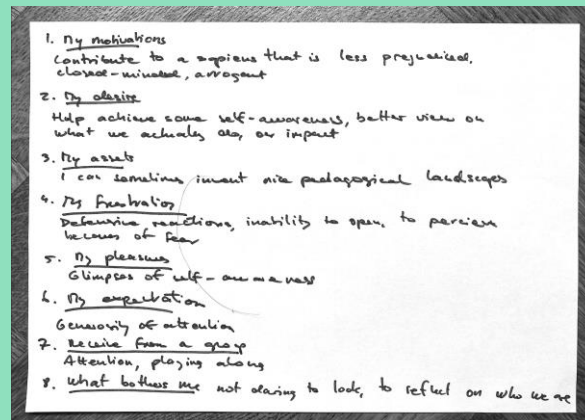 1. My motivations
Contribute to a sapiens that is less prejudiced,
closed-minded, arrogant
2. My desire
Help achieve some self-awareness, better view on
what we actually do, our impact
3. My assets
I can sometimes invent nice pedagogical landscapes
4. My frustration
Defensive reactions, inability to open, to perceive
because of fear
5. My pleasures
Glimpses of self-awareness
6. My expectation
Generosity of attention
7. Receive from a group
Attention, playing along
8. What bothers me not daring to look, to reflect on who we are